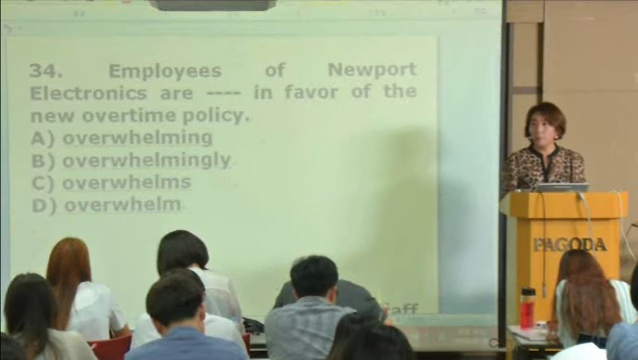 34. Employees of Newport
Electronics are ---- in favor of the
new overtime policy.
A) overwhelming
B) overwhelmingly
C) overwhelms
D) overwhelm
PAGODA